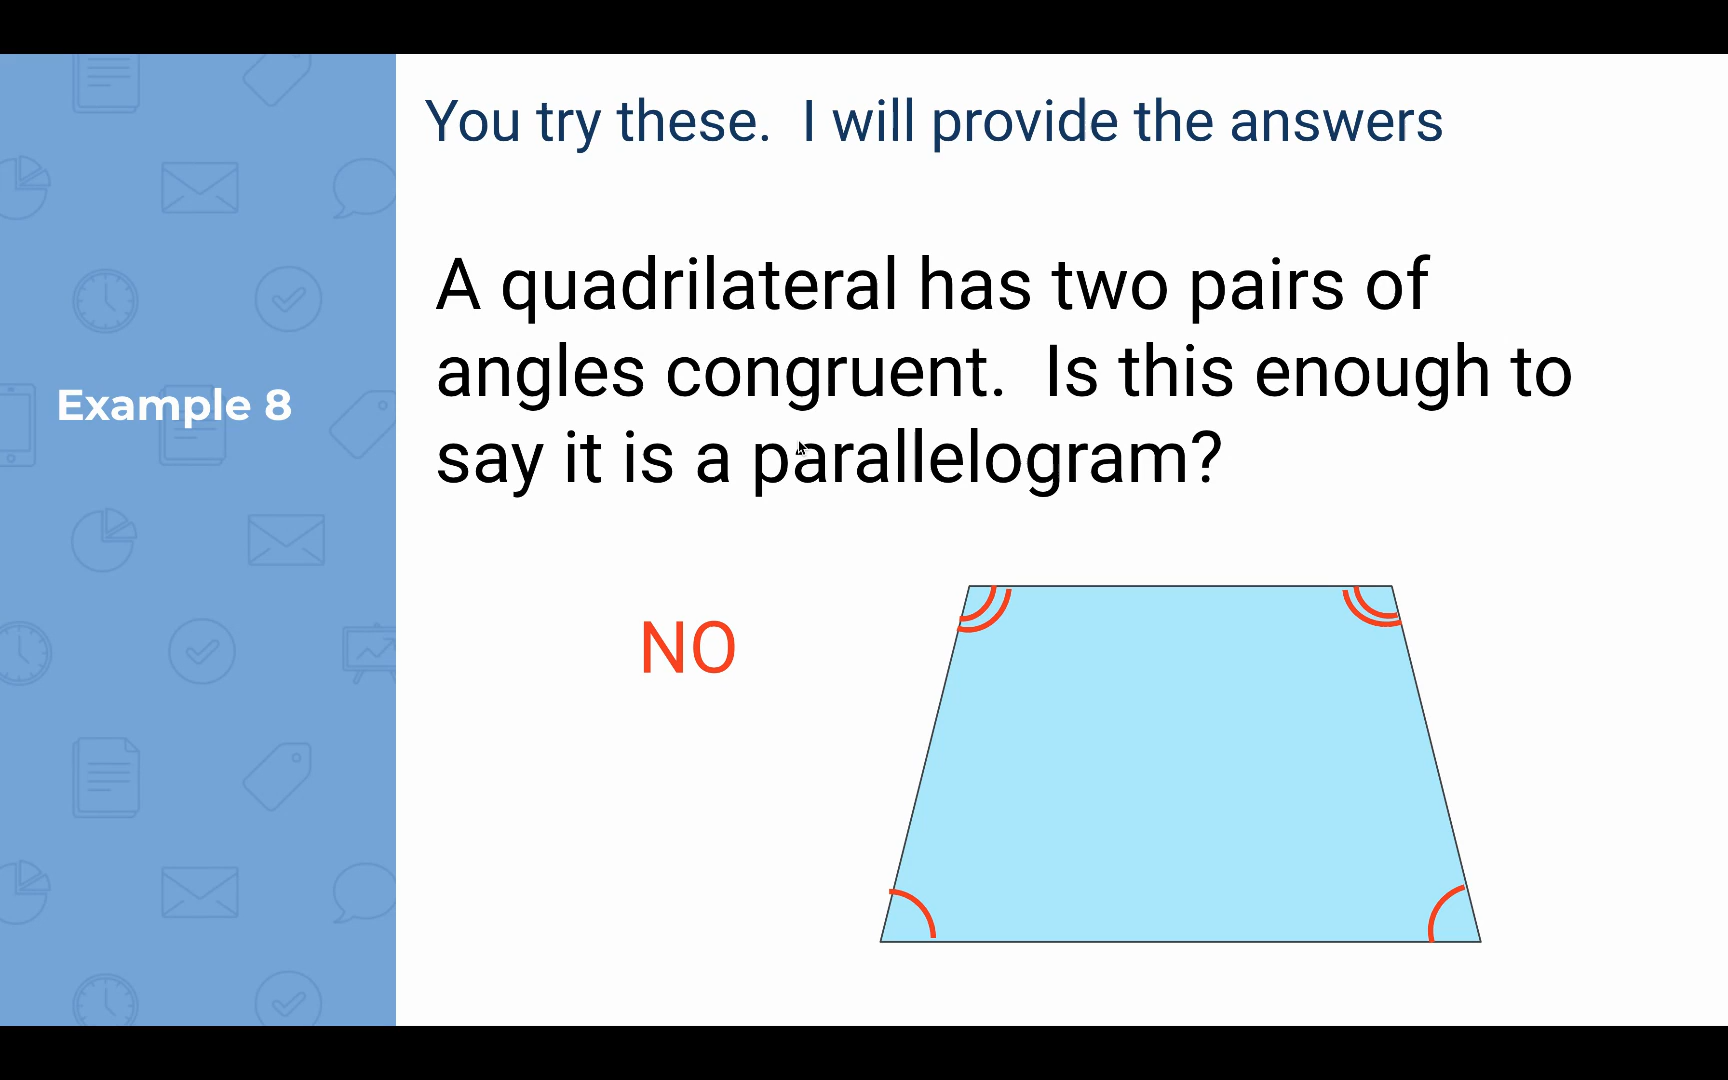 You try these.  I will provide the answers
A quadrilateral has two pairs of
angles congruent.  Is this enough to
say it is a parallelogram?
Example 8
NO